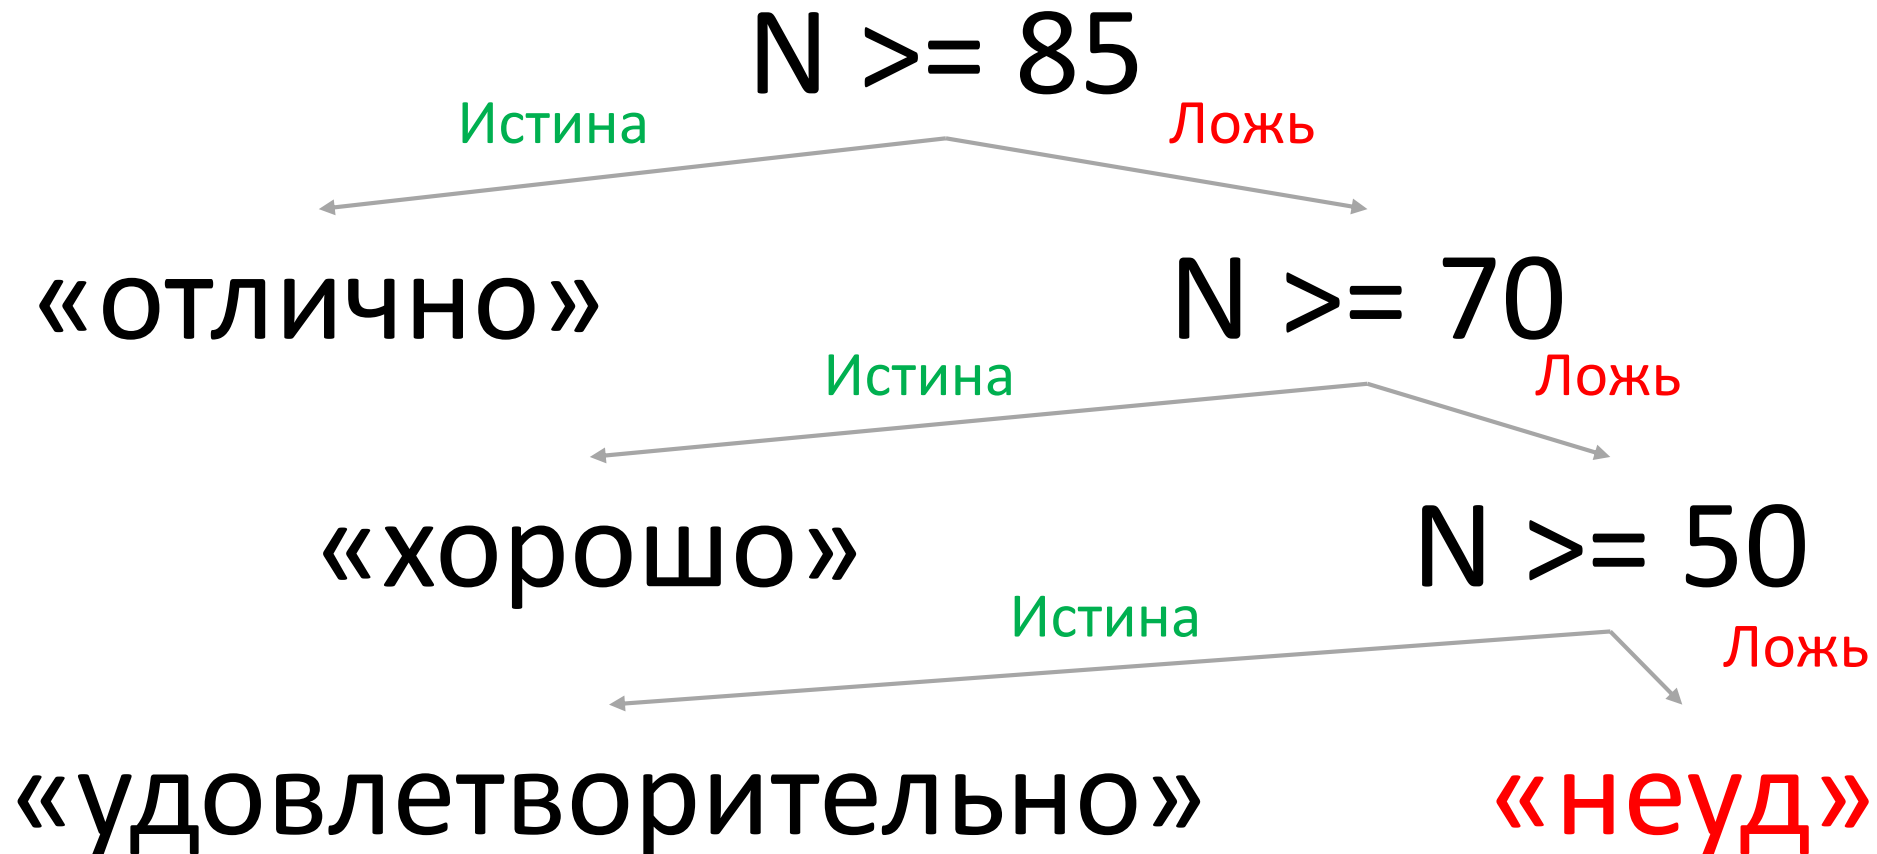 N >= 85
Истина
Ложь
«отлично»
N >= 70
Истина
Ложь
«хорошо»
N >= 50
Истина
Ложь
«удовлетворительно»
«неуд»